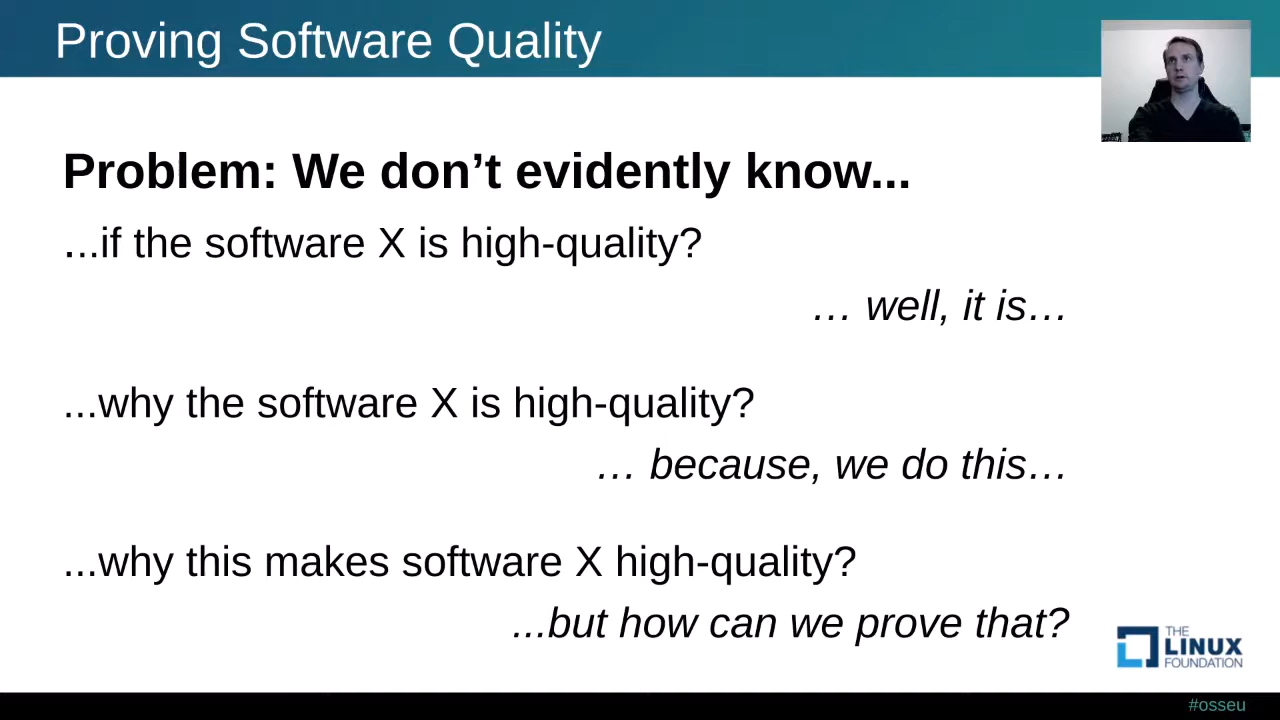 Proving Software Quality
Problem: We don’t evidently know...
...if the software X is high-quality?
… well, it is…
...why the software X is high-quality?
… because, we do this…
...why this makes software X high-quality?
...but how can we prove that?
THE
LINUX
FOUNDATION
#osseu